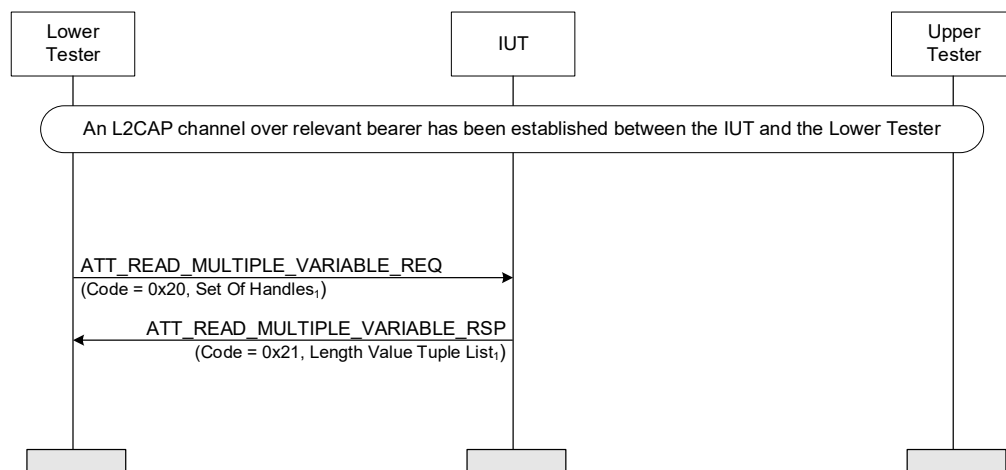 Lower
Tester
IUT
Upper
Tester
An L2CAP channel over relevant bearer has been established between the IUT and the Lower Tester
ATT_READ_MULTIPLE_VARIABLE_REQ
(Code = 0x20, Set Of Handles₁)
ATT_READ_MULTIPLE_VARIABLE_RSP
(Code = 0x21, Length Value Tuple List₁)